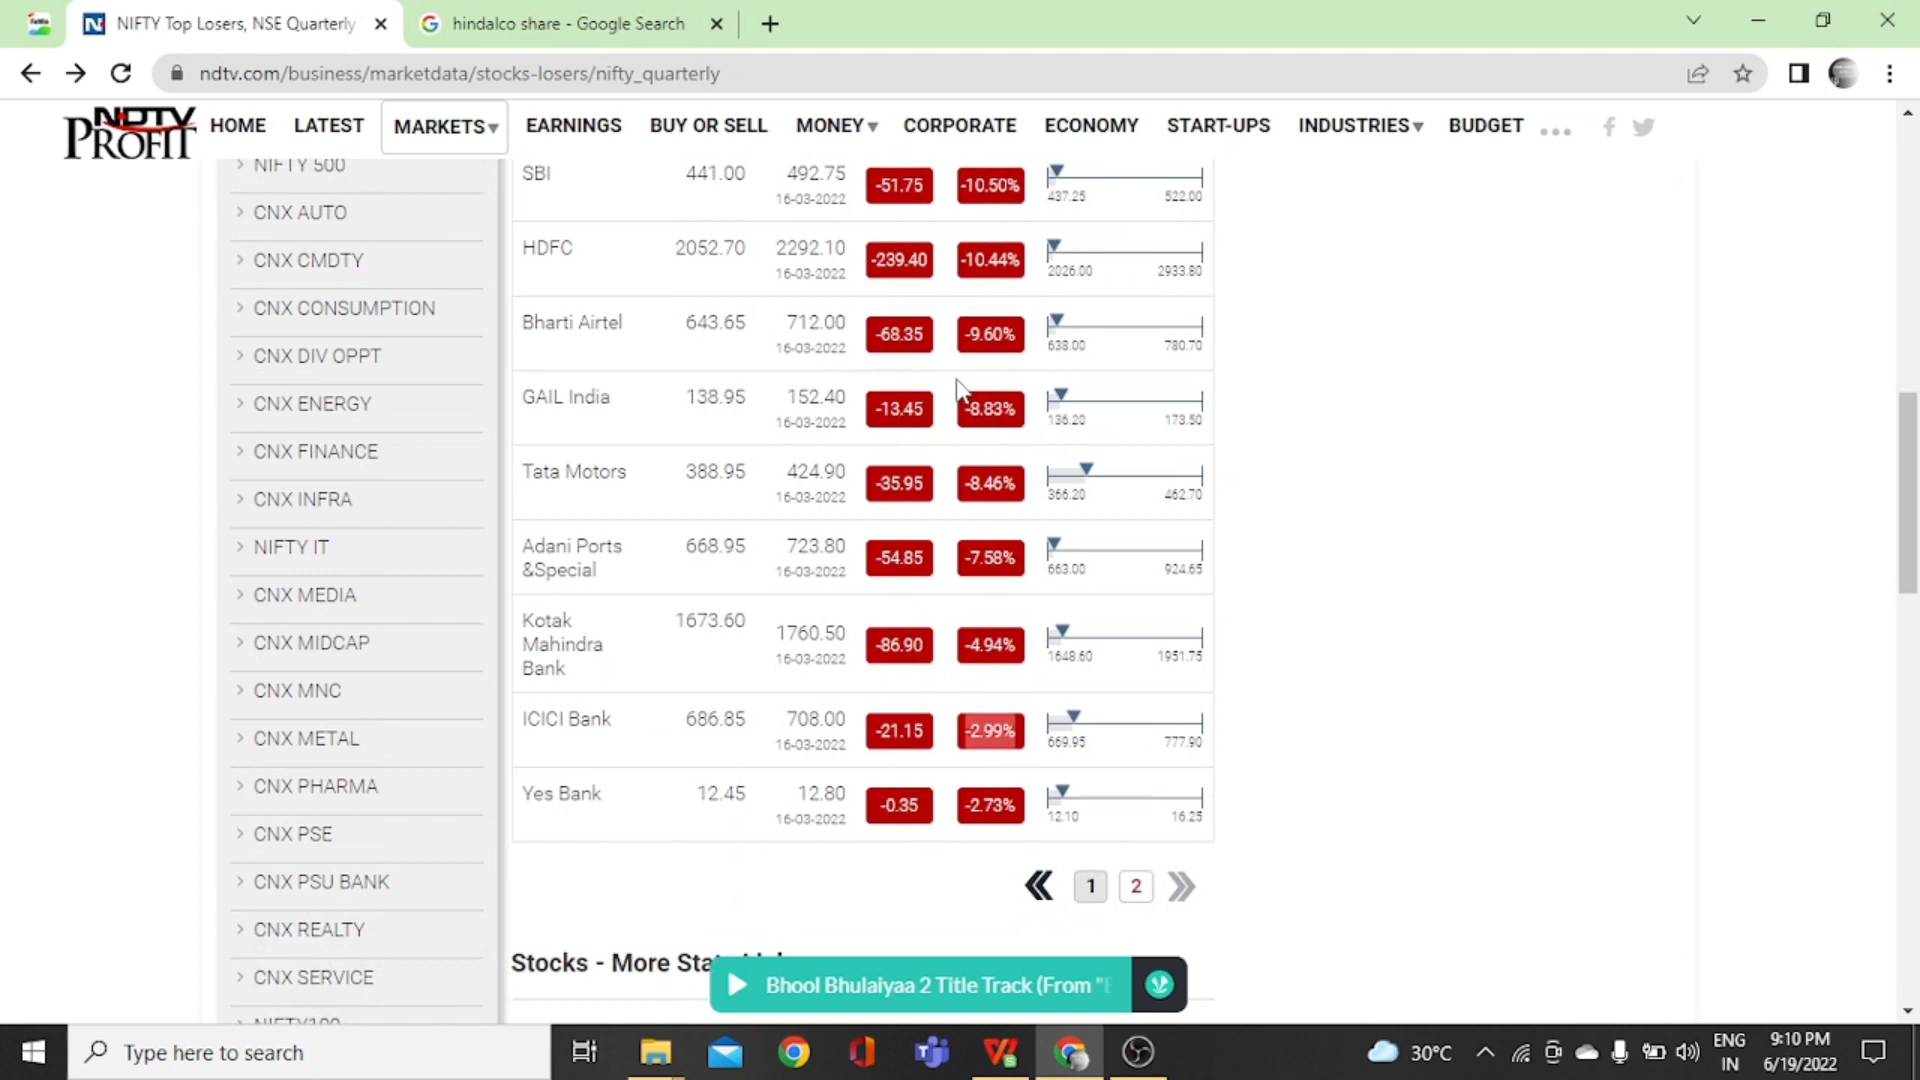 NIFTY Top Losers, NSE Quarterly
hindalco share - Google Search
ndtv.com/business/marketdata/stocks-losers/nifty_quarterly
NDTV
PROFIT
HOME LATEST MARKETS▾ EARNINGS BUY OR SELL MONEY▾ CORPORATE ECONOMY START-UPS INDUSTRIES▾ BUDGET ...
NIFTY 500
CNX AUTO
CNX CMDTY
CNX CONSUMPTION
CNX DIV OPPT
CNX ENERGY
CNX FINANCE
CNX INFRA
NIFTY IT
CNX MEDIA
CNX MIDCAP
CNX MNC
CNX METAL
CNX PHARMA
CNX PSE
CNX PSU BANK
CNX REALTY
CNX SERVICE
NIFTY100
SBI 441.00 492.75 -51.75 -10.50%
16-03-2022 437.25 522.00
HDFC 2052.70 2292.10 -239.40 -10.44%
16-03-2022 2026.00 2933.80
Bharti Airtel 643.65 712.00 -68.35 -9.60%
16-03-2022 638.00 780.70
GAIL India 138.95 152.40 -13.45 -8.83%
16-03-2022 136.20 173.50
Tata Motors 388.95 424.90 -35.95 -8.46%
16-03-2022 366.20 462.70
Adani Ports 668.95 723.80 -54.85 -7.58%
&Special 16-03-2022 663.00 924.65
Kotak 1673.60
Mahindra 1760.50 -86.90 -4.94%
Bank 16-03-2022 1648.60 1951.75
ICICI Bank 686.85 708.00 -21.15 -2.99%
16-03-2022 669.95 777.90
Yes Bank 12.45 12.80 -0.35 -2.73%
16-03-2022 12.10 16.25
1 2
Stocks - More
Bhool Bhulaiyaa 2 Title Track (From "
Type here to search
30°C
ENG
IN
9:10 PM
6/19/2022